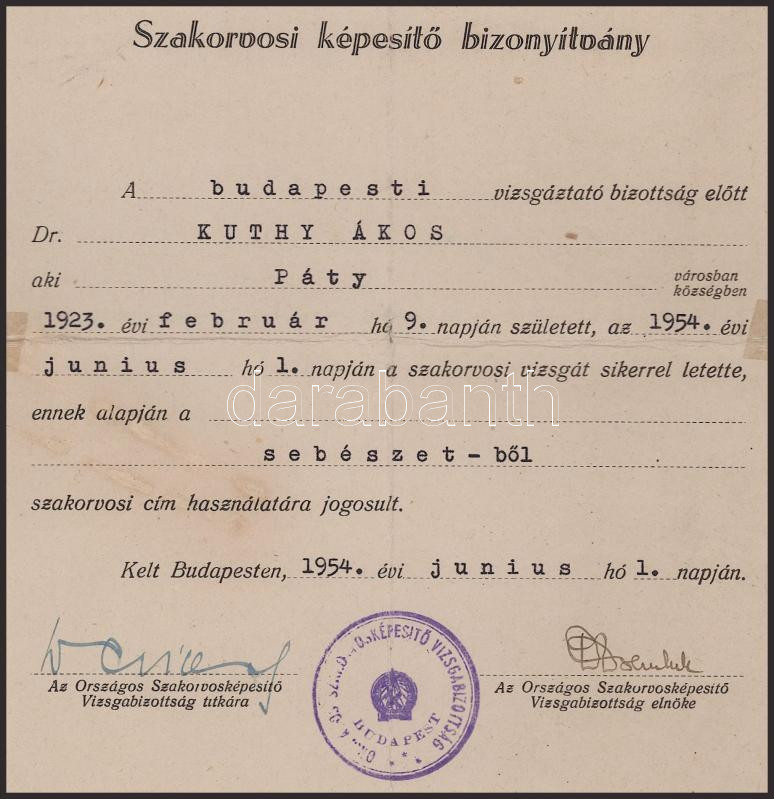 Szakorvosi képesítő bizonyítvány
A budapesti vizsgáztató bizottság előtt
Dr. KUTHY ÁKOS
aki Páty városban
községben
1923. évi február hó 9. napján született, az 1954. évi
junius hó 1. napján a szakorvosi vizsgát sikerrel letette,
darabanth
ennek alapján a
sebészet-ből
szakorvosi cím használatára jogosult.
Kelt Budapesten, 1954. évi junius hó 1. napján.
Az Országos Szakorvosképesítő
Vizsgabizottság titkára
KÉPESITŐ VIZSGABIZOTTSÁG
BUDAPEST
Az Országos Szakorvosképesítő
Vizsgabizottság elnöke